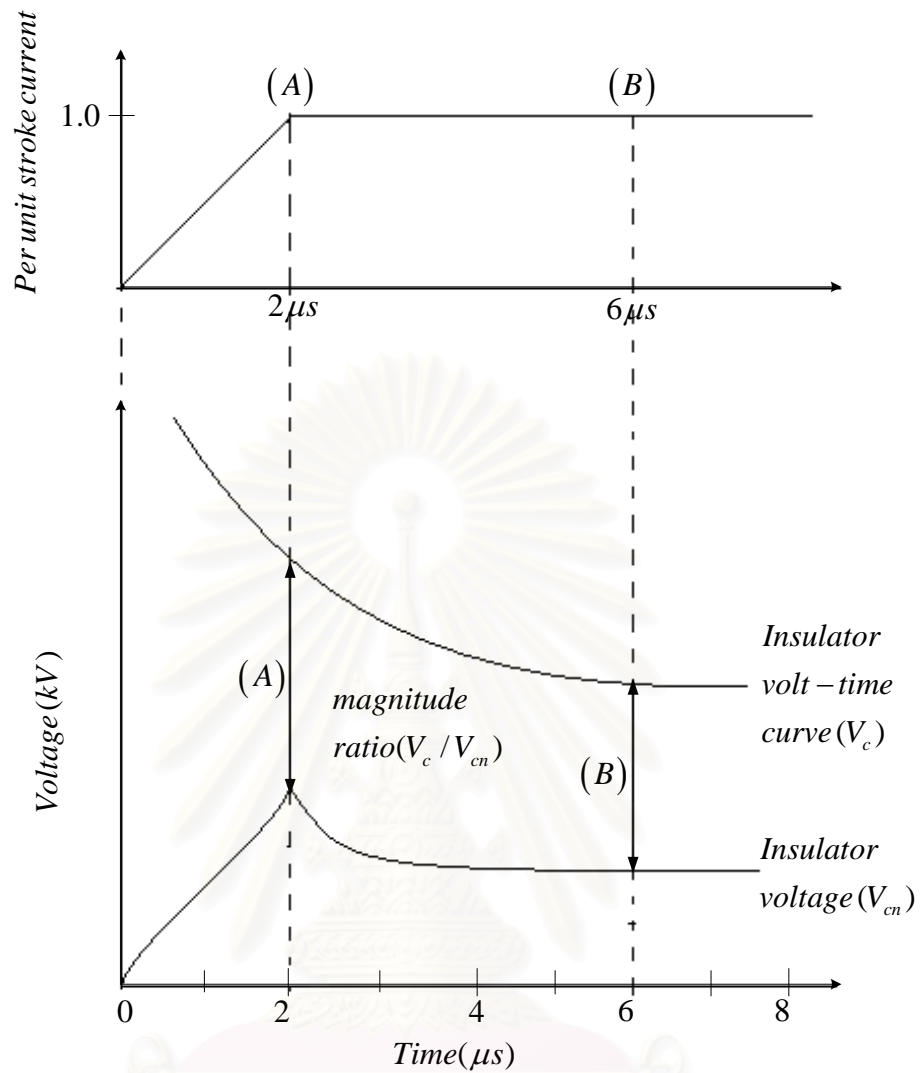 Per unit stroke current
1.0
(A)
(B)
2μs
6μs
Voltage(kV)
(A)
magnitude
ratio(V_c / V_cn)
(B)
Insulator
volt – time
curve (V_c)
Insulator
voltage (V_cn)
0
2
4
6
8
Time(μs)